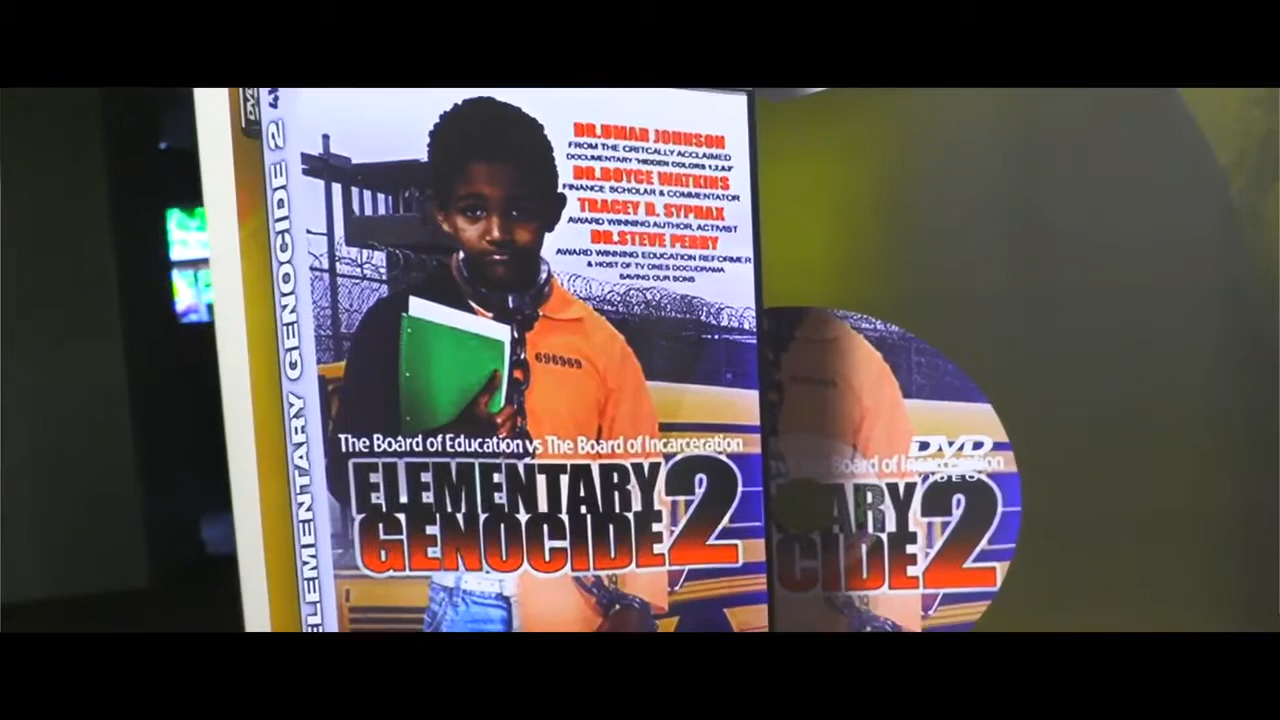 DVD
ELEMENTARY GENOCIDE 2
DR.UMAR JOHNSON
FROM THE CRITCALLY ACCLAIMED
DOCUMENTARY "HIDDEN COLORS 1,2,&3"
DR.BOYCE WATKINS
FINANCE SCHOLAR & COMMENTATOR
TRACEY D. SYPHAX
AWARD WINNING AUTHOR, ACTIVIST
DR.STEVE PERRY
AWARD WINNING EDUCATION REFORMER
& HOST OF TV ONES DOCUDRAMA
SAVING OUR SONS
696969
The Board of Education vs The Board of Incarceration
ELEMENTARY
GENOCIDE 2
DVD
VIDEO
Board of Incarceration
ARY
CIDE 2